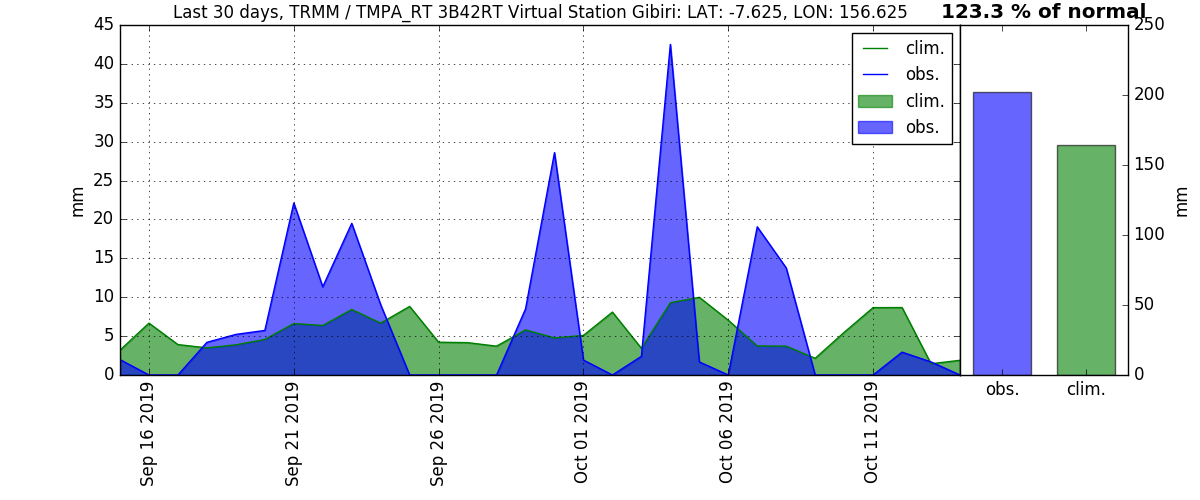 Last 30 days, TRMM / TMPA_RT 3B42RT Virtual Station Gibiri: LAT: -7.625, LON: 156.625
123.3 % of normal
45
40
35
30
25
20
15
10
5
0
mm
clim.
obs.
clim.
obs.
250
200
150
100
50
0
mm
Sep 16 2019
Sep 21 2019
Sep 26 2019
Oct 01 2019
Oct 06 2019
Oct 11 2019
obs.
clim.